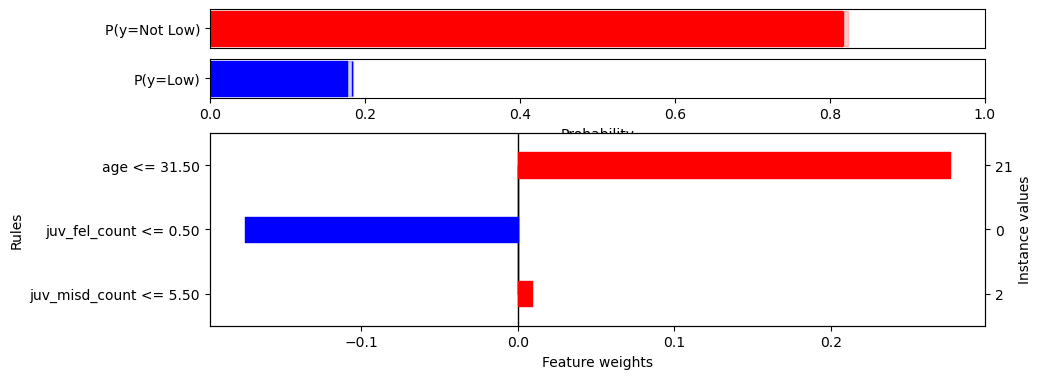 P(y=Not Low)
P(y=Low)
0.0 0.2 0.4 0.6 0.8 1.0
Probability
age <= 31.50 21
juv_fel_count <= 0.50 0
juv_misd_count <= 5.50 2
Rules
Instance values
−0.1 0.0 0.1 0.2
Feature weights